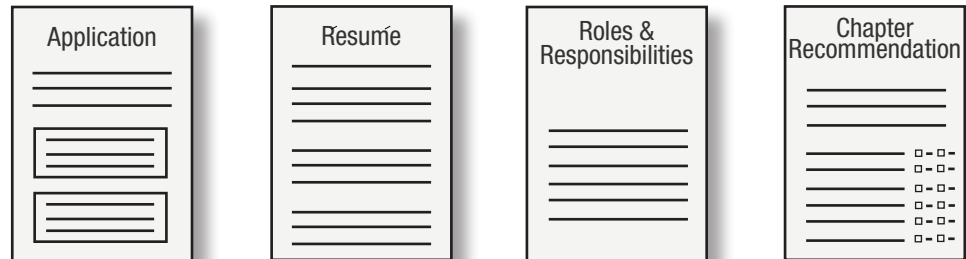 Application
Resumé
Roles &
Responsibilities
Chapter
Recommendation